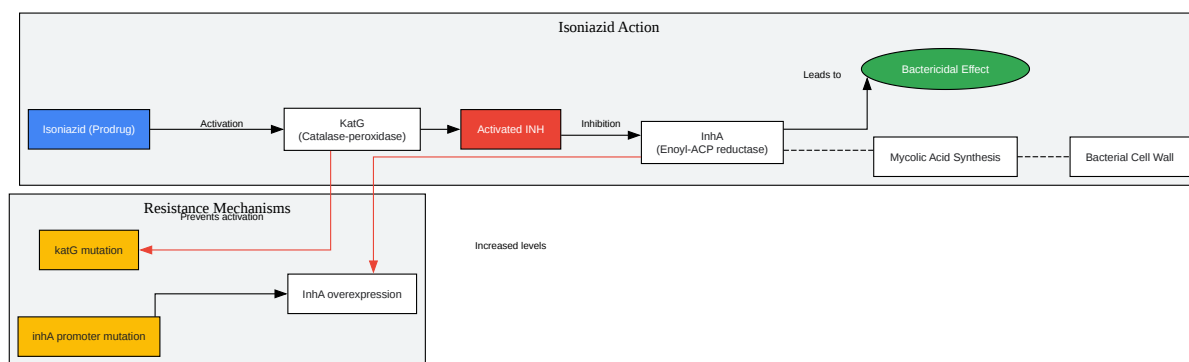 Isoniazid Action
Leads to
Bactericidal Effect
Isoniazid (Prodrug)
Activation
KatG
(Catalase-peroxidase)
Activated INH
Inhibition
InhA
(Enoyl-ACP reductase)
Mycolic Acid Synthesis
Bacterial Cell Wall
Resistance Mechanisms
Prevents activation
katG mutation
Increased levels
InhA overexpression
inhA promoter mutation